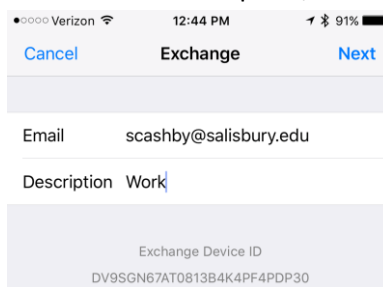 Verizon 12:44 PM 91%
Cancel Exchange Next
Email scashby@salisbury.edu
Description Work
Exchange Device ID
DV9SGN67AT0813B4K4PF4PDP30